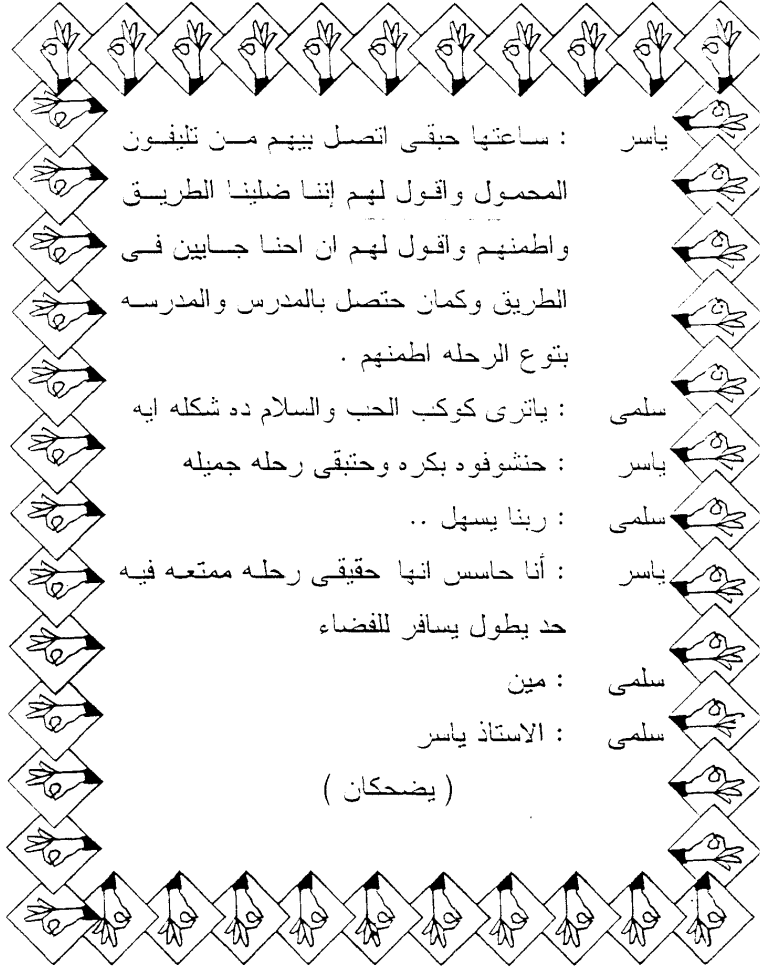 ياسر : ساعتها حبقى اتصل بيهم من تليفون
المحمول واقول لهم إننا ضلينا الطريق
واطمنهم واقول لهم ان احنا جايين فى
الطريق وكمان حتصل بالمدرس والمدرسه
بتوع الرحله اطمنهم .
سلمى : ياترى كوكب الحب والسلام ده شكله ايه
ياسر : حنشوفوه بكره وحتبقى رحله جميله
سلمى : ربنا يسهل ..
ياسر : أنا حاسس انها حقيقى رحله ممتعه فيه
حد يطول يسافر للفضاء
سلمى : مين
سلمى : الاستاذ ياسر
( يضحكان )